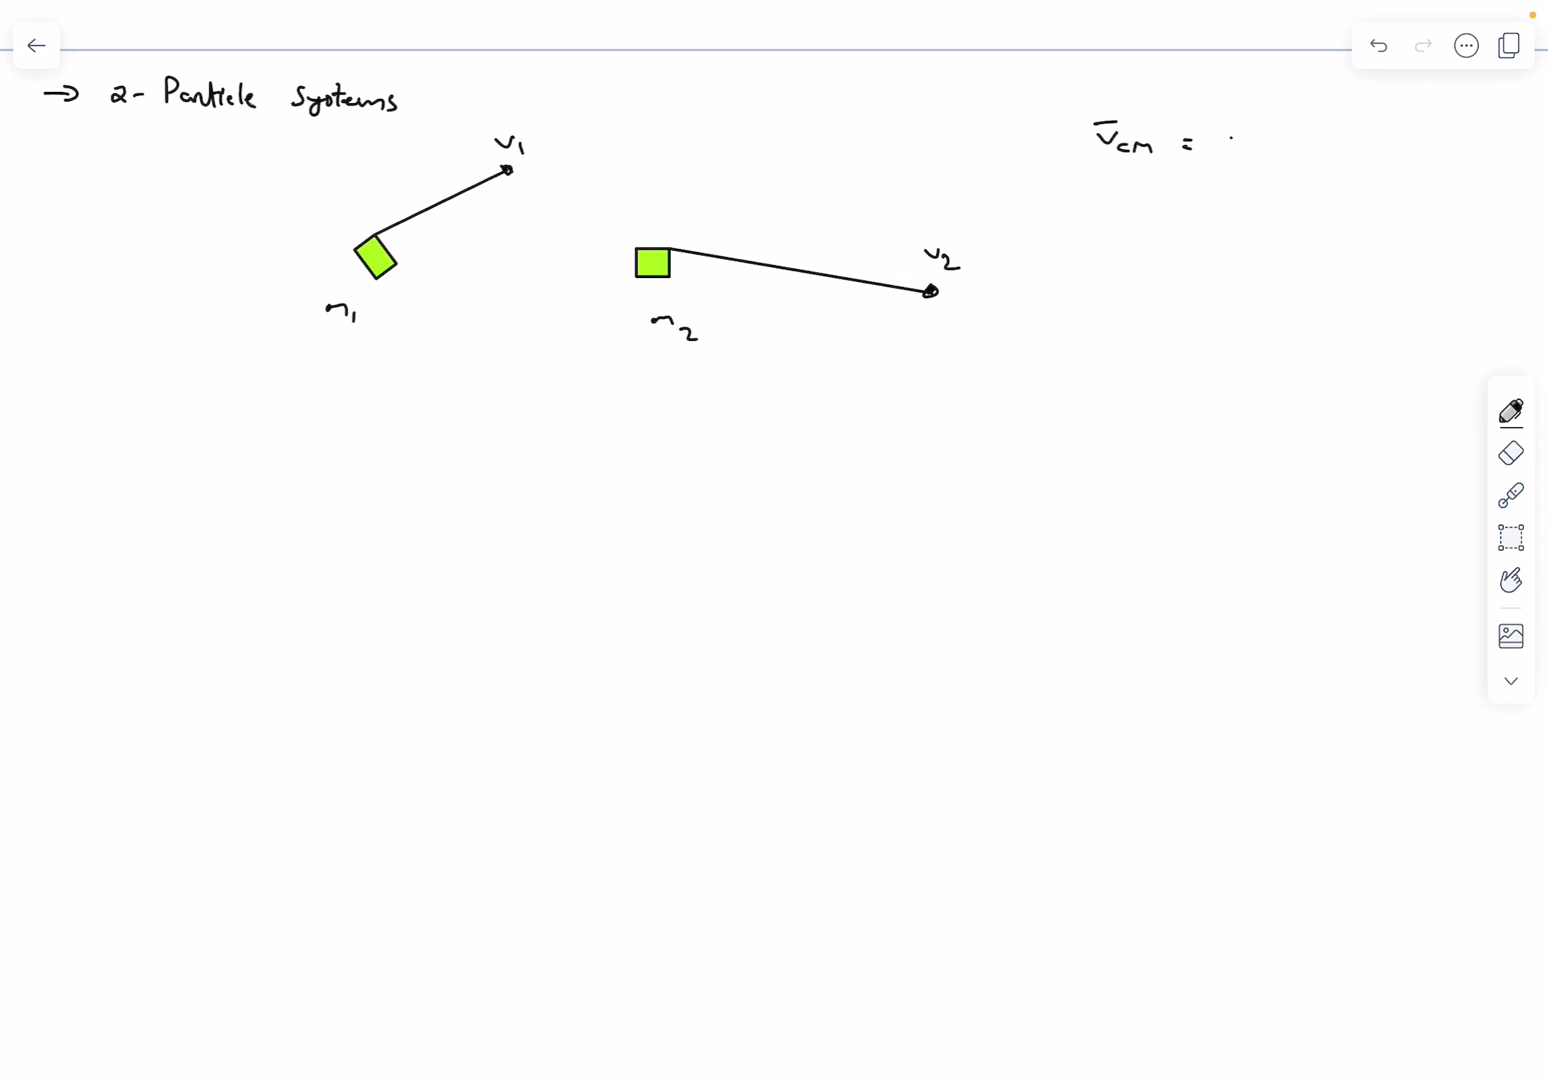 → 2- Particle Systems
v̅cm =
v1
v2
m1
m2